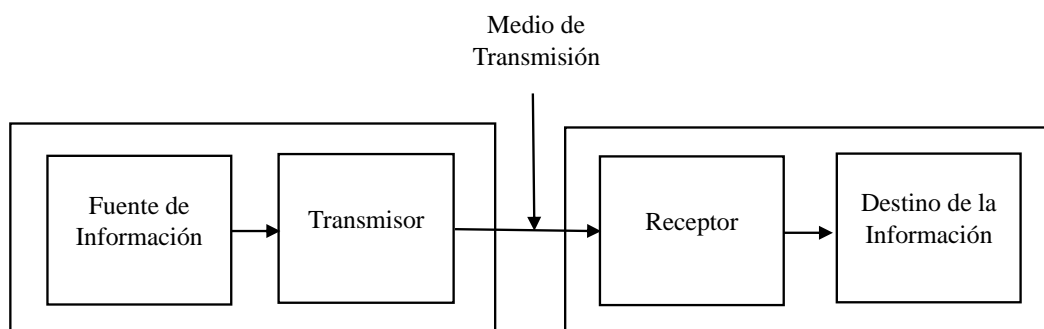 Medio de
Transmisión
Fuente de
Información
Transmisor
Receptor
Destino de la
Información